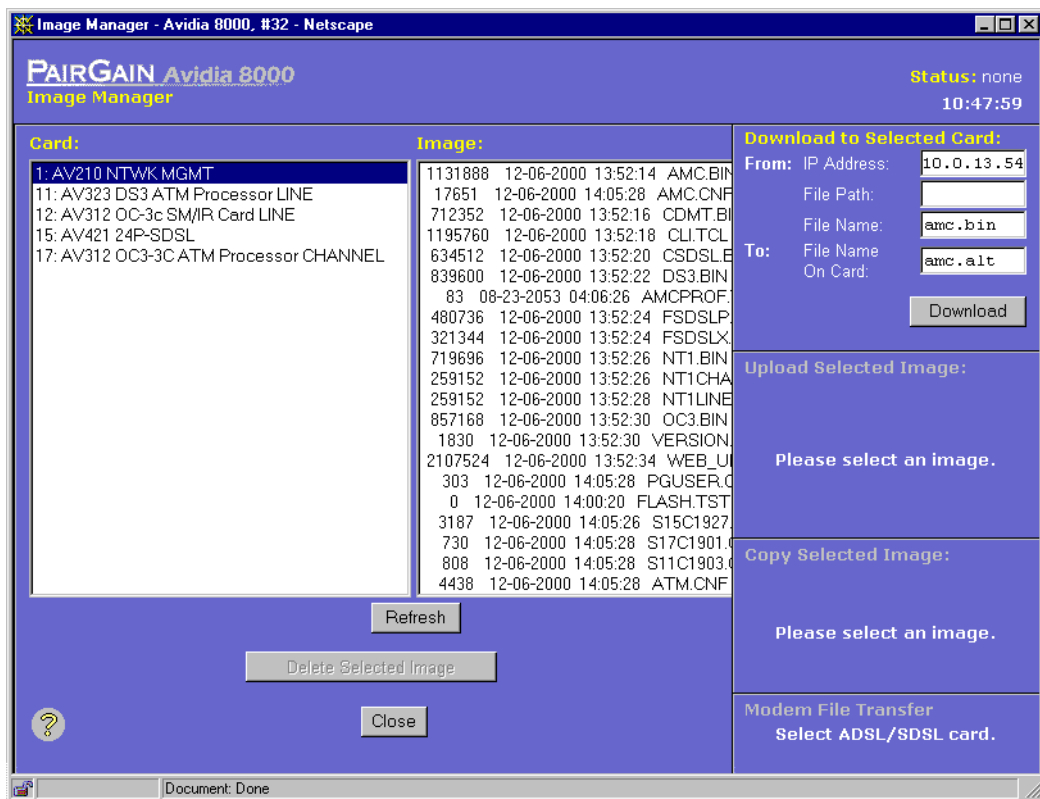 Image Manager - Avidia 8000, #32 - Netscape
PAIRGAIN Avidia 8000
Image Manager
Status: none
10:47:59
Card:
1: AV210 NTWK MGMT
11: AV323 DS3 ATM Processor LINE
12: AV312 OC-3c SM/IR Card LINE
15: AV421 24P-SDSL
17: AV312 OC3-3C ATM Processor CHANNEL
Image:
1131888 12-06-2000 13:52:14 AMC.BIN
17651 12-06-2000 14:05:28 AMC.CNF
712352 12-06-2000 13:52:16 CDMT.BI
1195760 12-06-2000 13:52:18 CLI.TCL
634512 12-06-2000 13:52:20 CSDSL.B
839600 12-06-2000 13:52:22 DS3.BIN
83 08-23-2053 04:06:26 AMCPROF.
480736 12-06-2000 13:52:24 FSDSLP.
321344 12-06-2000 13:52:24 FSDSLX.
719696 12-06-2000 13:52:26 NT1.BIN
259152 12-06-2000 13:52:26 NT1CHA
259152 12-06-2000 13:52:28 NT1LINE
857168 12-06-2000 13:52:30 OC3.BIN
1830 12-06-2000 13:52:30 VERSION.
2107524 12-06-2000 13:52:34 WEB_UI
303 12-06-2000 14:05:28 PGUSER.C
0 12-06-2000 14:00:20 FLASH.TST
3187 12-06-2000 14:05:26 S15C1927.
730 12-06-2000 14:05:28 S17C1901.
808 12-06-2000 14:05:28 S11C1903.
4438 12-06-2000 14:05:28 ATM.CNF
Refresh
Delete Selected Image
Close
Download to Selected Card:
From: IP Address: 10.0.13.54
File Path:
File Name: amc.bin
To: File Name
On Card: amc.alt
Download
Upload Selected Image:
Please select an image.
Copy Selected Image:
Please select an image.
Modem File Transfer
Select ADSL/SDSL card.
?
Document: Done